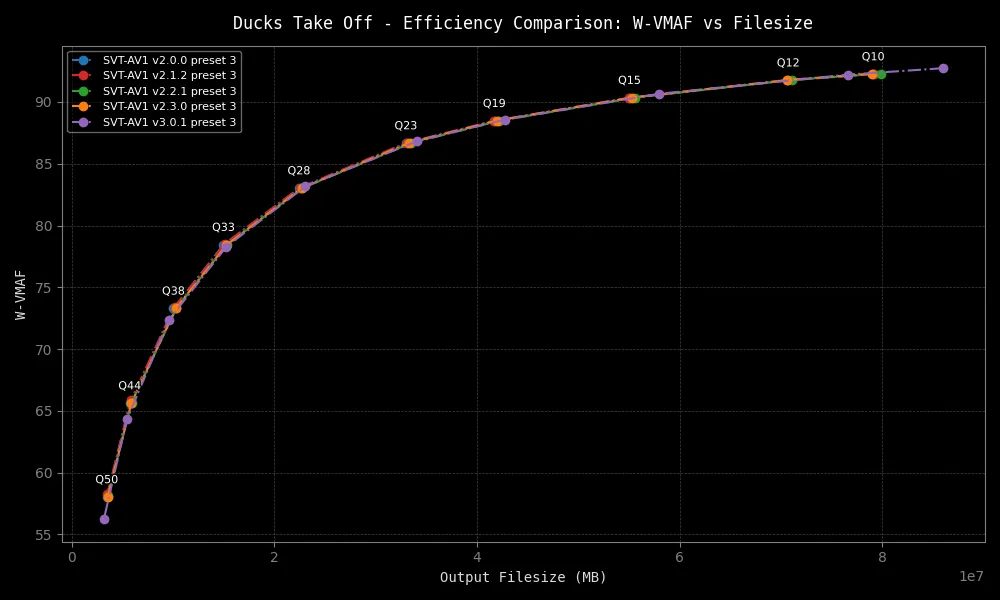 Ducks Take Off - Efficiency Comparison: W-VMAF vs Filesize
SVT-AV1 v2.0.0 preset 3
SVT-AV1 v2.1.2 preset 3
SVT-AV1 v2.2.1 preset 3
SVT-AV1 v2.3.0 preset 3
SVT-AV1 v3.0.1 preset 3
Q10
Q12
Q15
Q19
Q23
Q28
Q33
Q38
Q44
Q50
90
85
80
75
70
65
60
55
W-VMAF
0 2 4 6 8
1e7
Output Filesize (MB)